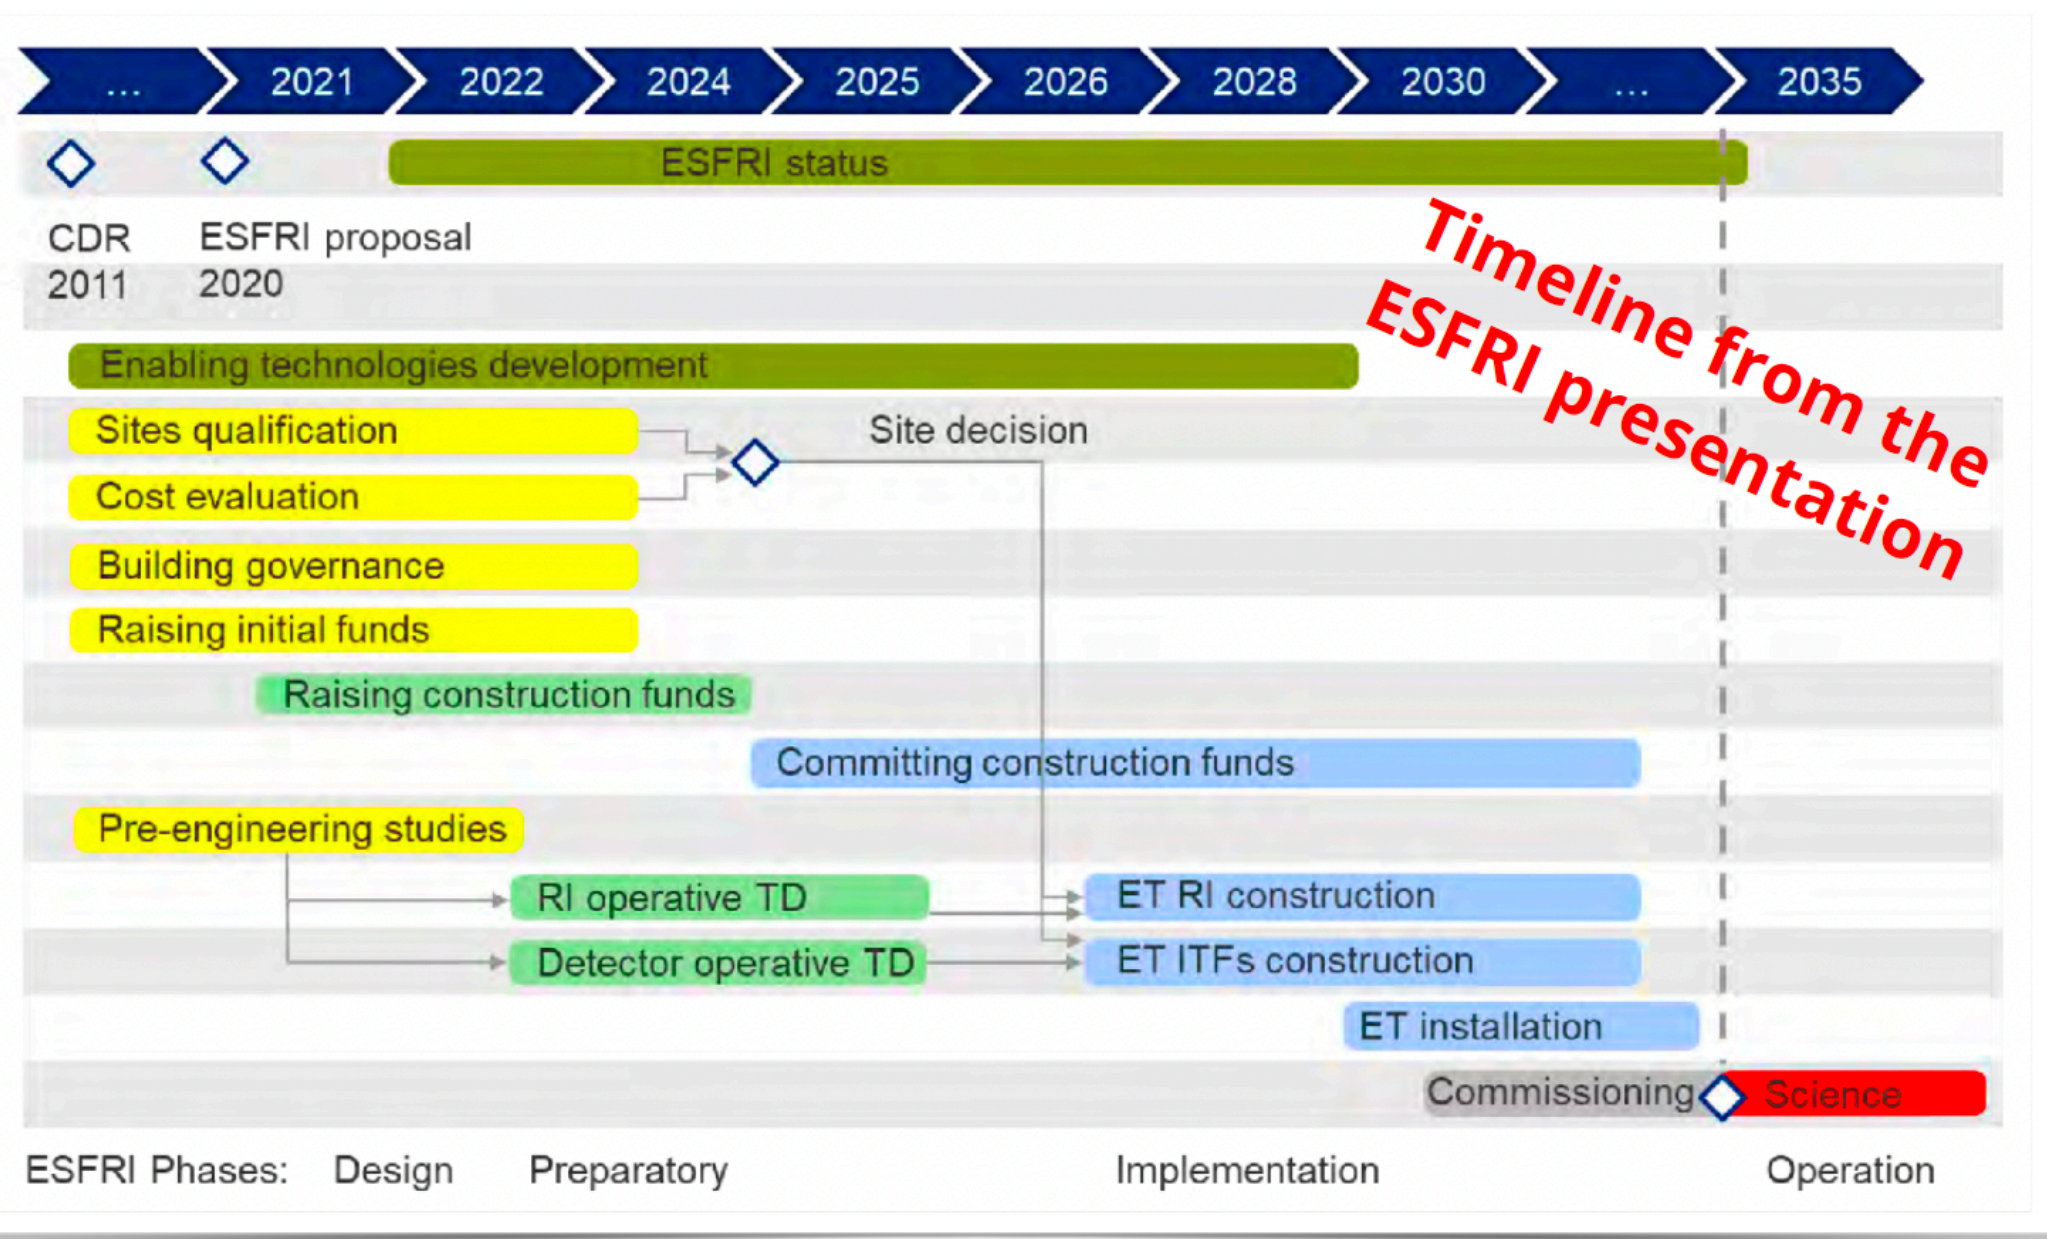 ... 2021 2022 2024 2025 2026 2028 2030 ... 2035
ESFRI status
CDR
2011
ESFRI proposal
2020
Timeline from the
ESFRI presentation
Enabling technologies development
Sites qualification
Site decision
Cost evaluation
Building governance
Raising initial funds
Raising construction funds
Committing construction funds
Pre-engineering studies
RI operative TD
ET RI construction
Detector operative TD
ET ITFs construction
ET installation
Commissioning
Science
ESFRI Phases: Design Preparatory Implementation Operation